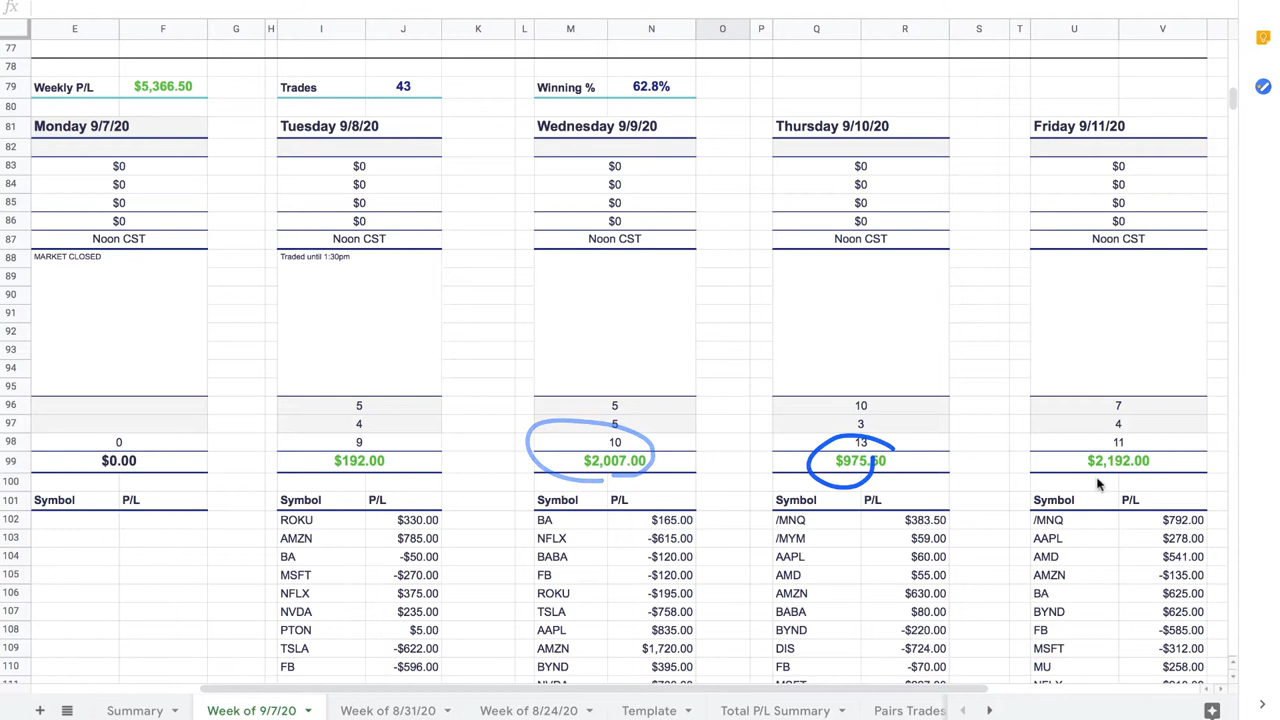 E F G H I J K L M N O P Q R S T U V
77
78
79 Weekly P/L $5,366.50 Trades 43 Winning % 62.8%
80
81 Monday 9/7/20 Tuesday 9/8/20 Wednesday 9/9/20 Thursday 9/10/20 Friday 9/11/20
82
83 $0 $0 $0 $0 $0
84 $0 $0 $0 $0 $0
85 $0 $0 $0 $0 $0
86 $0 $0 $0 $0 $0
87 Noon CST Noon CST Noon CST Noon CST Noon CST
88 MARKET CLOSED Traded until 1:30pm
89
90
91
92
93
94
95
96 5 5 10 7
97 4 5 3 4
98 0 9 10 13 11
99 $0.00 $192.00 $2,007.00 $975.50 $2,192.00
100
101 Symbol P/L Symbol P/L Symbol P/L Symbol P/L Symbol P/L
102 ROKU $330.00 BA $165.00 /MNQ $383.50 /MNQ $792.00
103 AMZN $785.00 NFLX -$615.00 /MYM $59.00 AAPL $278.00
104 BA -$50.00 BABA -$120.00 AAPL $60.00 AMD $541.00
105 MSFT -$270.00 FB -$120.00 AMD $55.00 AMZN -$135.00
106 NFLX $375.00 ROKU -$195.00 AMZN $630.00 BA $625.00
107 NVDA $235.00 TSLA -$758.00 BABA $80.00 BYND $625.00
108 PTON $5.00 AAPL $835.00 BYND -$220.00 FB -$585.00
109 TSLA -$622.00 AMZN $1,720.00 DIS -$724.00 MSFT -$312.00
110 FB -$596.00 BYND $395.00 FB -$70.00 MU $258.00
Summary Week of 9/7/20 Week of 8/31/20 Week of 8/24/20 Template Total P/L Summary Pairs Trades